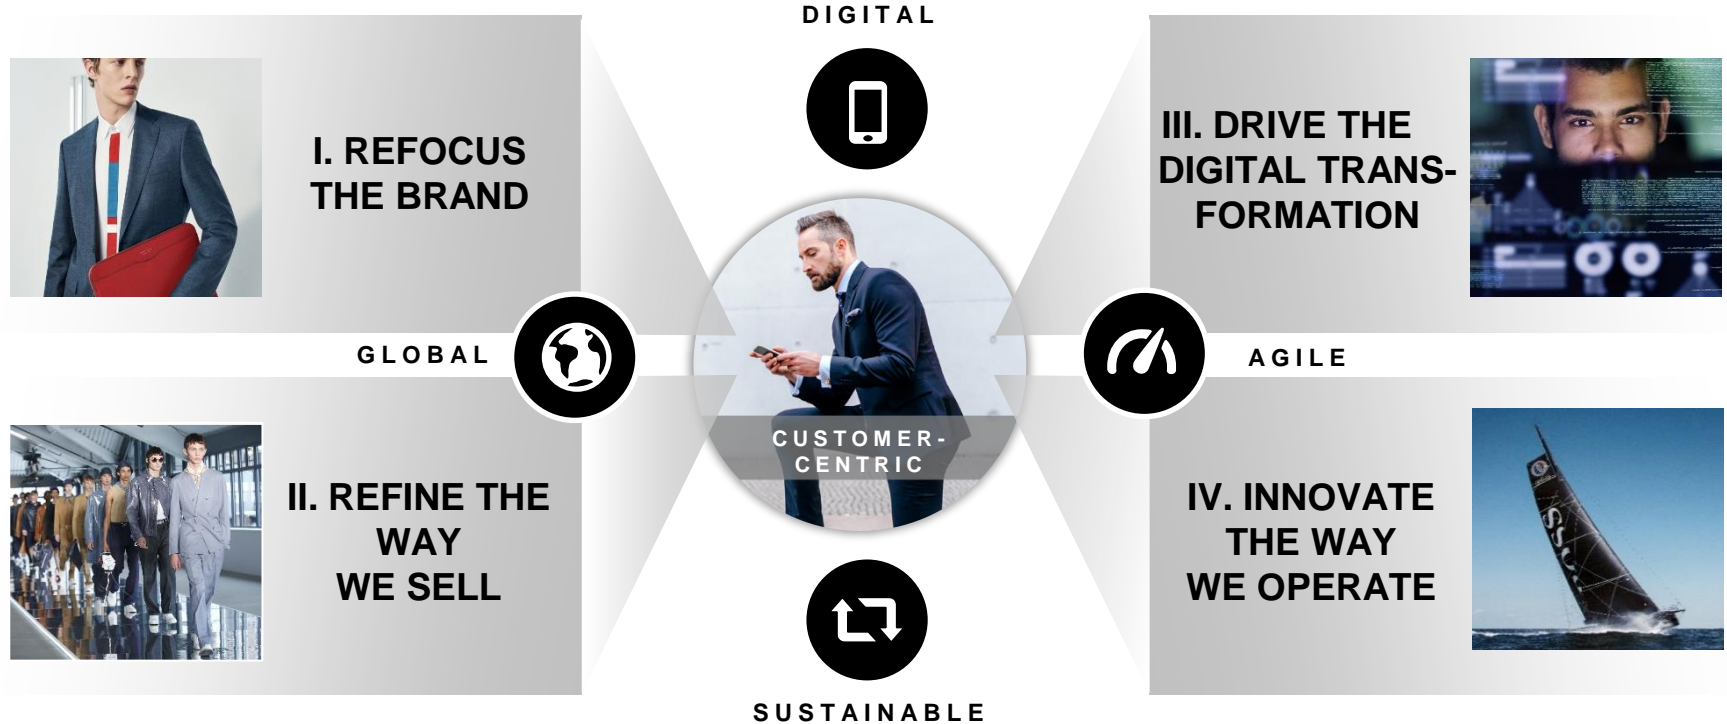 DIGITAL
I. REFOCUS
THE BRAND
III. DRIVE THE
DIGITAL TRANS-
FORMATION
GLOBAL
AGILE
CUSTOMER-
CENTRIC
II. REFINE THE
WAY
WE SELL
IV. INNOVATE
THE WAY
WE OPERATE
SUSTAINABLE